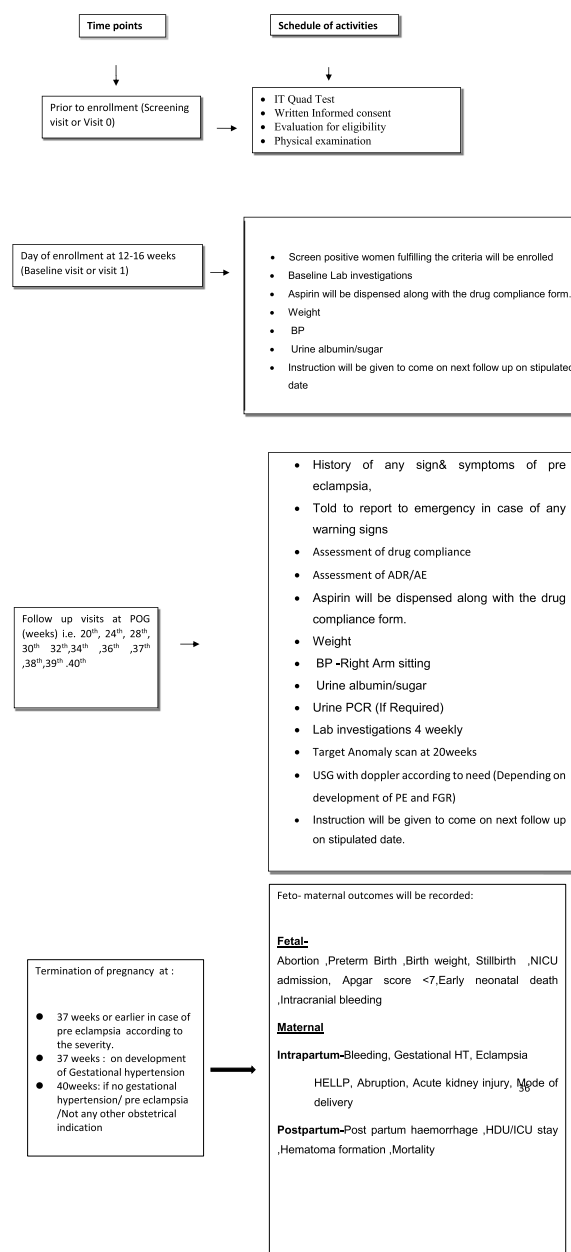 Time points
Schedule of activities
Prior to enrollment (Screening
visit or Visit 0)
• IT Quad Test
• Written Informed consent
• Evaluation for eligibility
• Physical examination
Day of enrollment at 12-16 weeks
(Baseline visit or visit 1)
• Screen positive women fulfilling the criteria will be enrolled
• Baseline Lab investigations
• Aspirin will be dispensed along with the drug compliance form.
• Weight
• BP
• Urine albumin/sugar
• Instruction will be given to come on next follow up on stipulated
date
Follow up visits at POG
(weeks) i.e. 20th, 24th, 28th,
30th 32th,34th ,36th ,37th
,38th,39th .40th
• History of any sign& symptoms of pre
eclampsia,
• Told to report to emergency in case of any
warning signs
• Assessment of drug compliance
• Assessment of ADR/AE
• Aspirin will be dispensed along with the drug
compliance form.
• Weight
• BP -Right Arm sitting
• Urine albumin/sugar
• Urine PCR (If Required)
• Lab investigations 4 weekly
• Target Anomaly scan at 20weeks
• USG with doppler according to need (Depending on
development of PE and FGR)
• Instruction will be given to come on next follow up
on stipulated date.
Termination of pregnancy at :
● 37 weeks or earlier in case of
pre eclampsia according to
the severity.
● 37 weeks : on development
of Gestational hypertension
● 40weeks: if no gestational
hypertension/ pre eclampsia
/Not any other obstetrical
indication
Feto- maternal outcomes will be recorded:
Fetal-
Abortion ,Preterm Birth ,Birth weight, Stillbirth ,NICU
admission, Apgar score <7,Early neonatal death
,Intracranial bleeding
Maternal
Intrapartum-Bleeding, Gestational HT, Eclampsia
HELLP, Abruption, Acute kidney injury, Mode of
delivery
36
Postpartum-Post partum haemorrhage ,HDU/ICU stay
,Hematoma formation ,Mortality